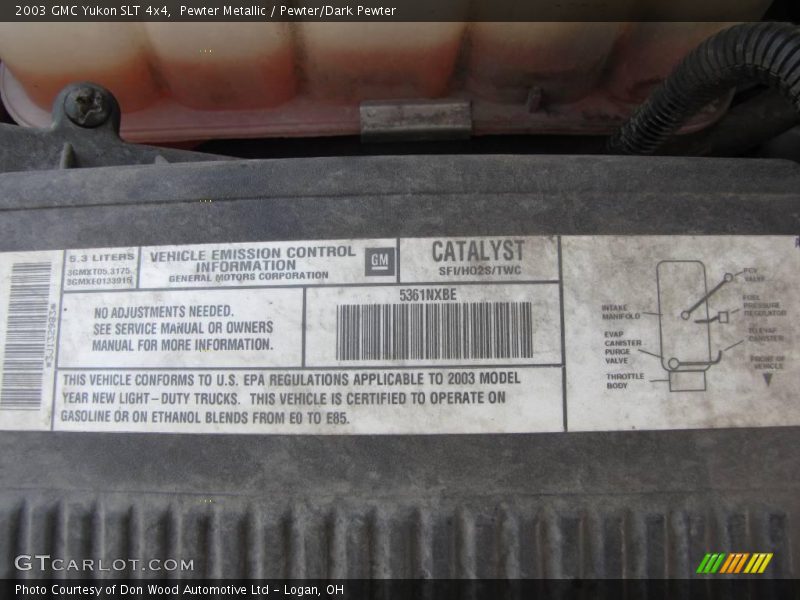 2003 GMC Yukon SLT 4x4,  Pewter Metallic / Pewter/Dark Pewter
5.3 LITERS
3GMXT05.3175
3GMXE0133916
VEHICLE EMISSION CONTROL
INFORMATION
GENERAL MOTORS CORPORATION
GM
CATALYST
SFI/HO2S/TWC
NO ADJUSTMENTS NEEDED.
SEE SERVICE MANUAL OR OWNERS
MANUAL FOR MORE INFORMATION.
5361NXBE
THIS VEHICLE CONFORMS TO U.S. EPA REGULATIONS APPLICABLE TO 2003 MODEL
YEAR NEW LIGHT-DUTY TRUCKS. THIS VEHICLE IS CERTIFIED TO OPERATE ON
GASOLINE OR ON ETHANOL BLENDS FROM E0 TO E85.
PCV
VALVE
FUEL
PRESSURE
REGULATOR
INTAKE
MANIFOLD
EVAP
CANISTER
PURGE
VALVE
TO EVAP
CANISTER
THROTTLE
BODY
FRONT OF
VEHICLE
GTCARLOT.COM
Photo Courtesy of Don Wood Automotive Ltd - Logan, OH